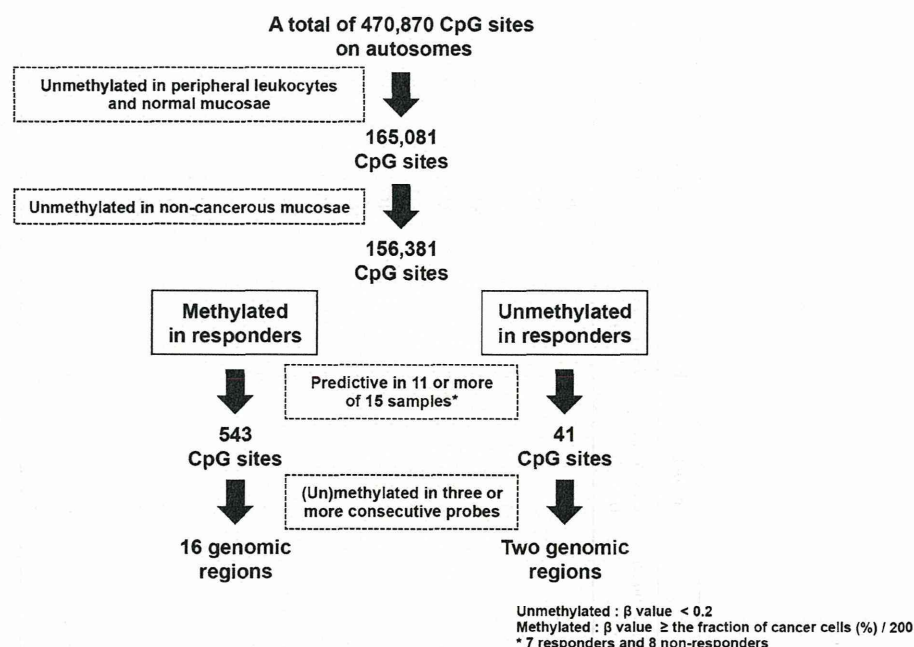 A total of 470,870 CpG sites
on autosomes
Unmethylated in peripheral leukocytes
and normal mucosae
165,081
CpG sites
Unmethylated in non-cancerous mucosae
156,381
CpG sites
Methylated
in responders
Unmethylated
in responders
Predictive in 11 or more
of 15 samples*
543
CpG sites
41
CpG sites
(Un)methylated in three or
more consecutive probes
16 genomic
regions
Two genomic
regions
Unmethylated : β value < 0.2
Methylated : β value ≥ the fraction of cancer cells (%) / 200
* 7 responders and 8 non-responders